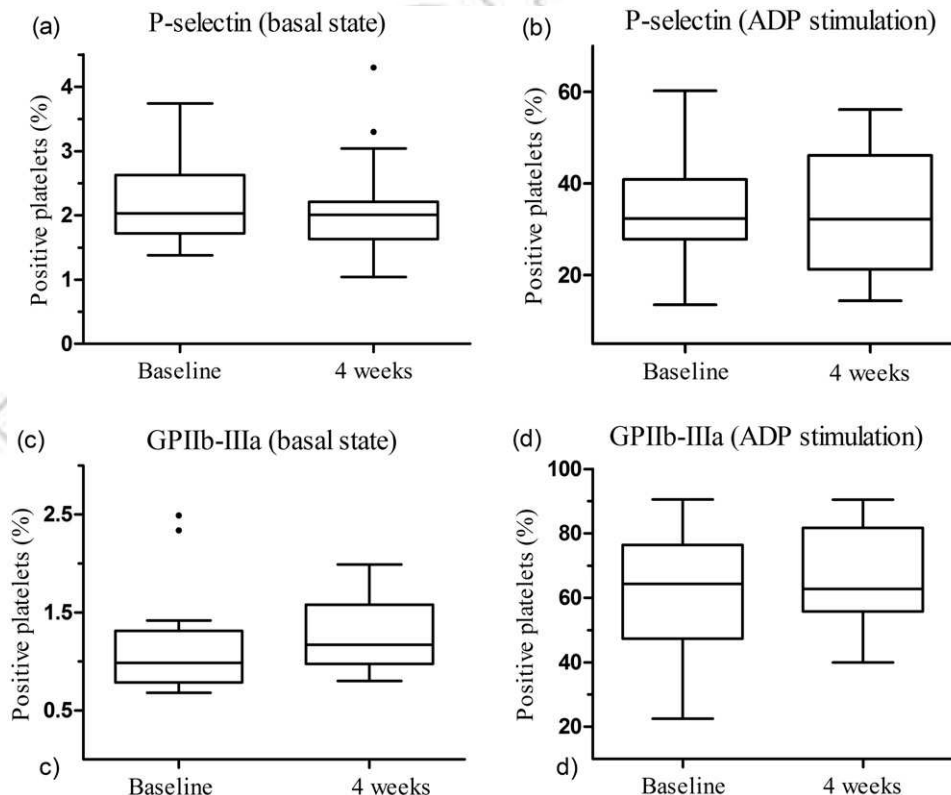 (a)
P-selectin (basal state)
Positive platelets (%)
4
3
2
1
0
Baseline
4 weeks
(b)
P-selectin (ADP stimulation)
Positive platelets (%)
60
40
20
Baseline
4 weeks
(c)
GPIIb-IIIa (basal state)
Positive platelets (%)
2.5
1.5
0.5
c)
Baseline
4 weeks
(d)
GPIIb-IIIa (ADP stimulation)
Positive platelets (%)
100
80
60
40
20
d)
Baseline
4 weeks